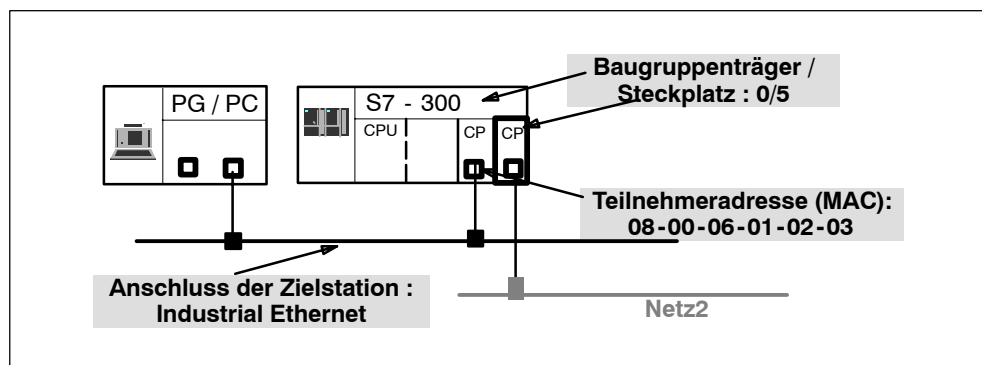 Baugruppenträger /
Steckplatz : 0/5
PG / PC
S7 - 300
CPU
CP
CP
Teilnehmeradresse (MAC):
08-00-06-01-02-03
Anschluss der Zielstation :
Industrial Ethernet
Netz2